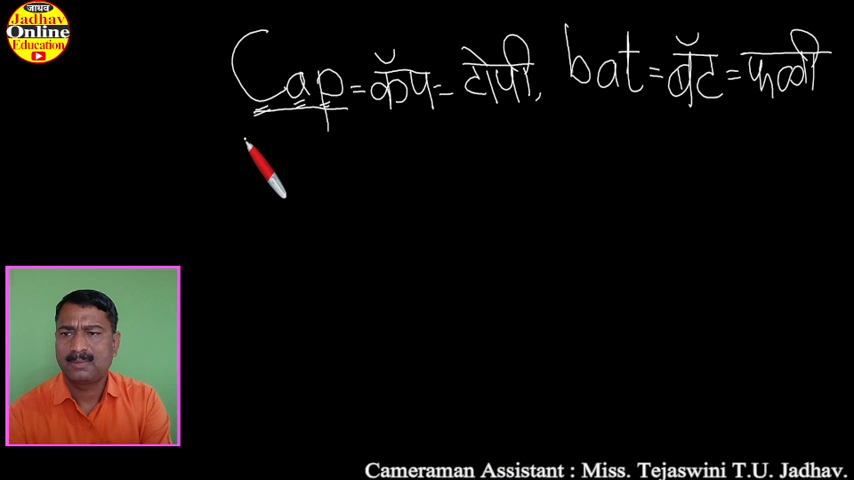 जाधव
Jadhav
Online
Education
Cap = कॅप = टोपी, bat = बॅट = फळी
Cameraman Assistant : Miss. Tejaswini T.U. Jadhav.